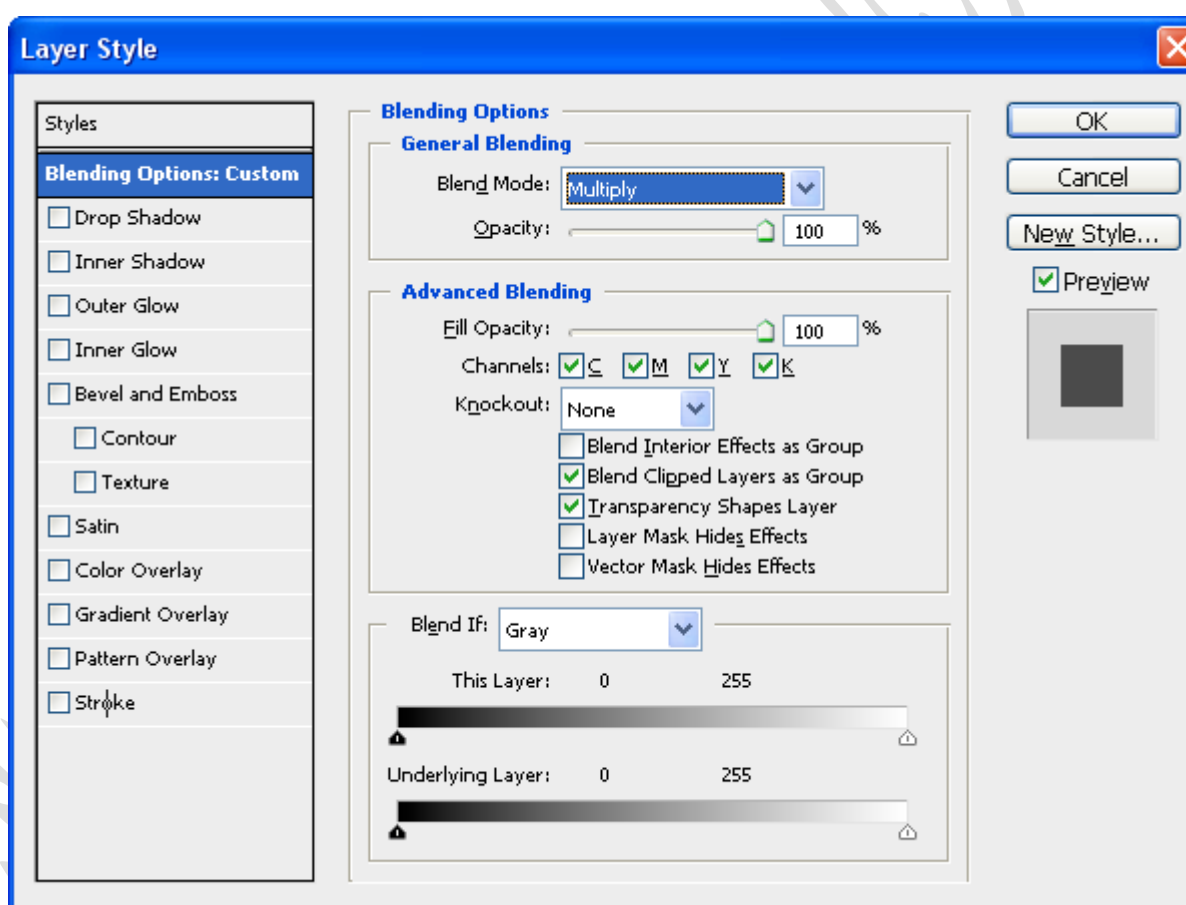 Layer Style
Styles
Blending Options: Custom
Drop Shadow
Inner Shadow
Outer Glow
Inner Glow
Bevel and Emboss
Contour
Texture
Satin
Color Overlay
Gradient Overlay
Pattern Overlay
Stroke
Blending Options
General Blending
Blend Mode: Multiply
Opacity: 100 %
Advanced Blending
Fill Opacity: 100 %
Channels: C M Y K
Knockout: None
Blend Interior Effects as Group
Blend Clipped Layers as Group
Transparency Shapes Layer
Layer Mask Hides Effects
Vector Mask Hides Effects
Blend If: Gray
This Layer: 0 255
Underlying Layer: 0 255
OK
Cancel
New Style...
Preview